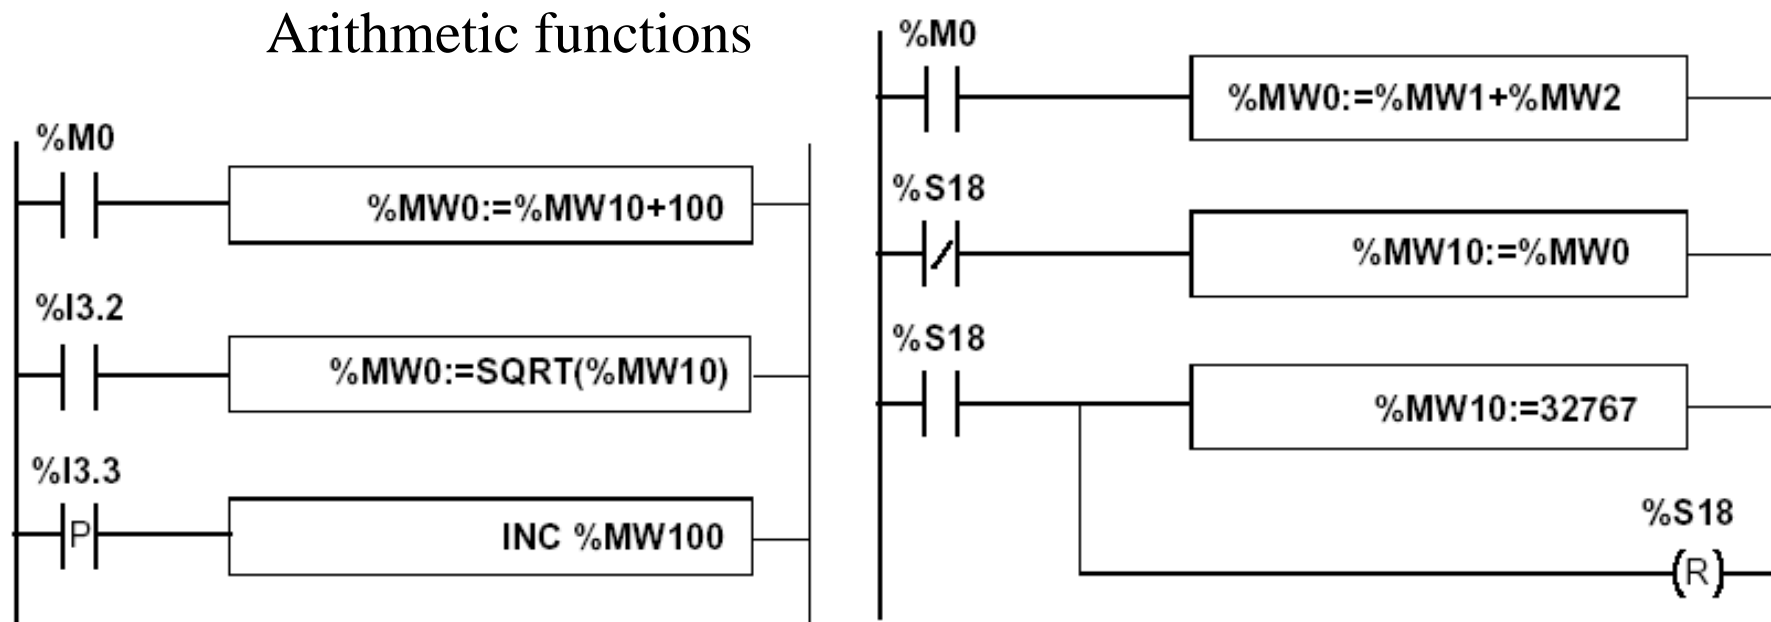 Arithmetic functions
%M0
%MW0:=%MW10+100
%I3.2
%MW0:=SQRT(%MW10)
%I3.3
P
INC %MW100
%M0
%MW0:=%MW1+%MW2
%S18
%MW10:=%MW0
%S18
%MW10:=32767
%S18
(R)